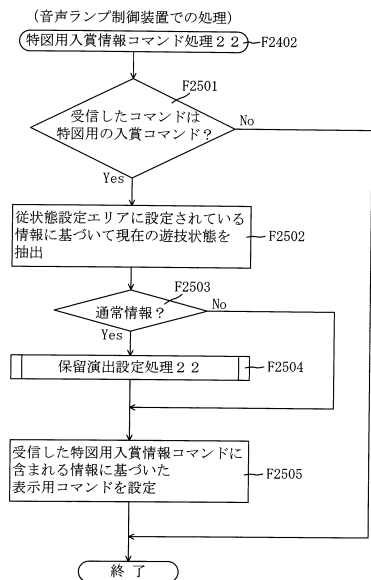 (音声ランプ制御装置での処理)
特図用入賞情報コマンド処理22
F2402
F2501
受信したコマンドは
特図用の入賞コマンド?
No
Yes
従状態設定エリアに設定されている
情報に基づいて現在の遊技状態を
抽出
F2502
F2503
通常情報?
No
Yes
保留演出設定処理22
F2504
受信した特図用入賞情報コマンドに
含まれる情報に基づいた
表示用コマンドを設定
F2505
終了